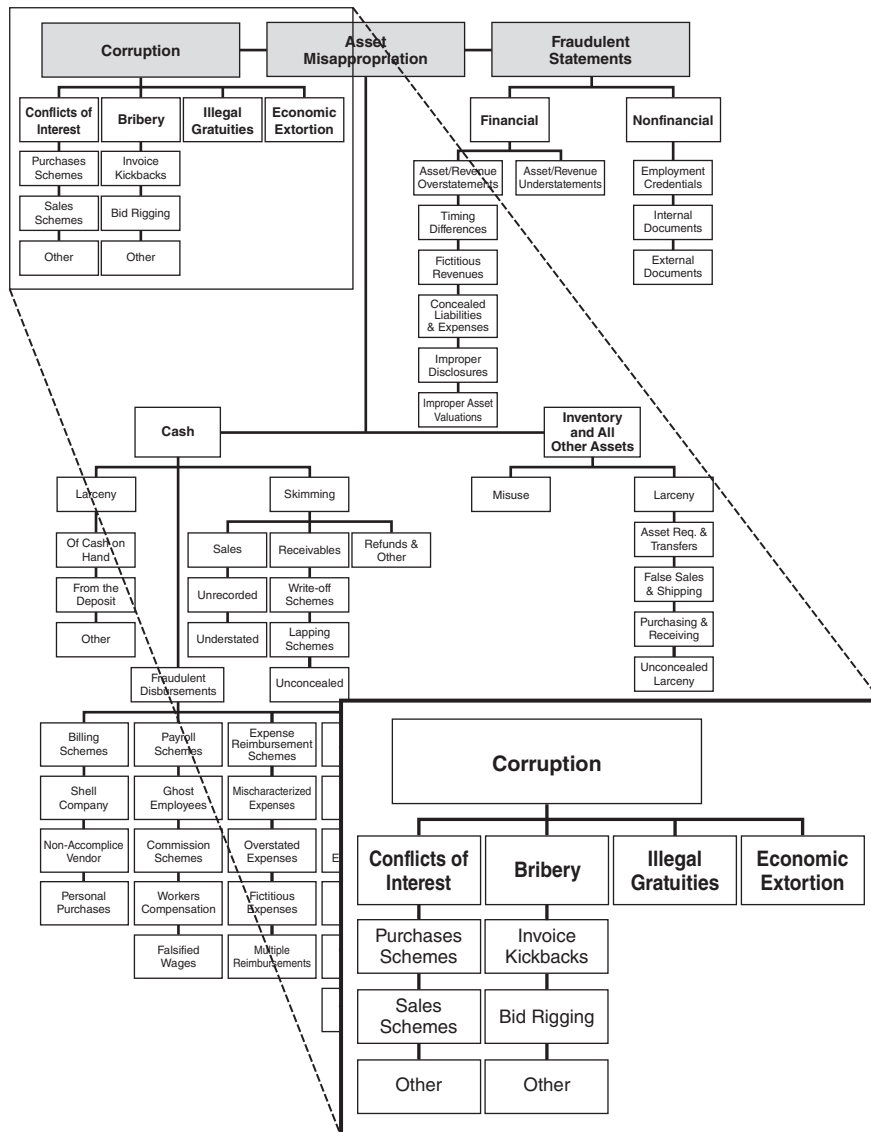 Corruption
Asset
Misappropriation
Fraudulent
Statements
Conflicts of
Interest
Bribery
Illegal
Gratuities
Economic
Extortion
Purchases
Schemes
Invoice
Kickbacks
Sales
Schemes
Bid Rigging
Other
Other
Financial
Nonfinancial
Asset/Revenue
Overstatements
Asset/Revenue
Understatements
Employment
Credentials
Timing
Differences
Internal
Documents
Fictitious
Revenues
External
Documents
Concealed
Liabilities
& Expenses
Improper
Disclosures
Improper Asset
Valuations
Cash
Inventory
and All
Other Assets
Larceny
Skimming
Misuse
Larceny
Of Cash on
Hand
Sales
Receivables
Refunds &
Other
Asset Req. &
Transfers
From the
Deposit
Unrecorded
Write-off
Schemes
False Sales
& Shipping
Other
Understated
Lapping
Schemes
Purchasing &
Receiving
Unconcealed
Unconcealed
Larceny
Fraudulent
Disbursements
Billing
Schemes
Payroll
Schemes
Expense
Reimbursement
Schemes
Shell
Company
Ghost
Employees
Mischaracterized
Expenses
Non-Accomplice
Vendor
Commission
Schemes
Overstated
Expenses
E
Personal
Purchases
Workers
Compensation
Fictitious
Expenses
Falsified
Wages
Multiple
Reimbursements
Corruption
Conflicts of
Interest
Bribery
Illegal
Gratuities
Economic
Extortion
Purchases
Schemes
Invoice
Kickbacks
Sales
Schemes
Bid Rigging
Other
Other